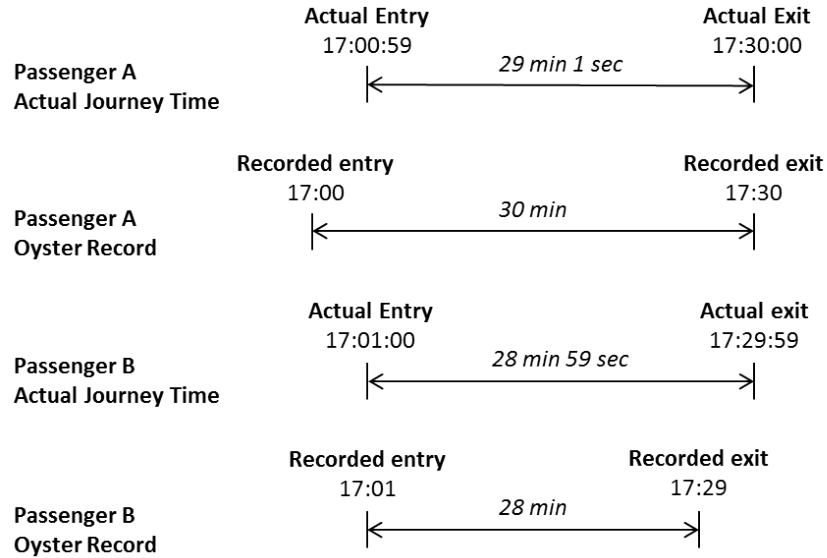 Actual Entry Actual Exit
17:00:59 17:30:00
29 min 1 sec
Passenger A
Actual Journey Time
Recorded entry Recorded exit
17:00 17:30
30 min
Passenger A
Oyster Record
Actual Entry Actual exit
17:01:00 17:29:59
28 min 59 sec
Passenger B
Actual Journey Time
Recorded entry Recorded exit
17:01 17:29
28 min
Passenger B
Oyster Record